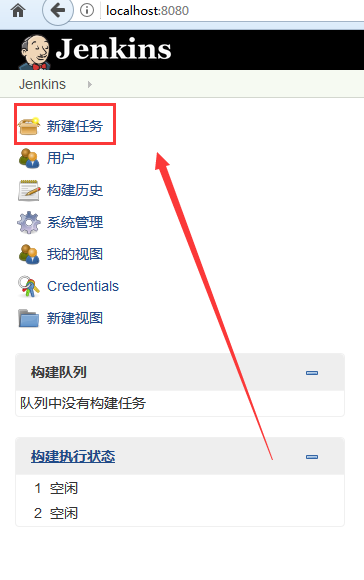 localhost:8080
Jenkins
Jenkins
新建任务
用户
构建历史
系统管理
我的视图
Credentials
新建视图
构建队列
队列中没有构建任务
构建执行状态
1 空闲
2 空闲